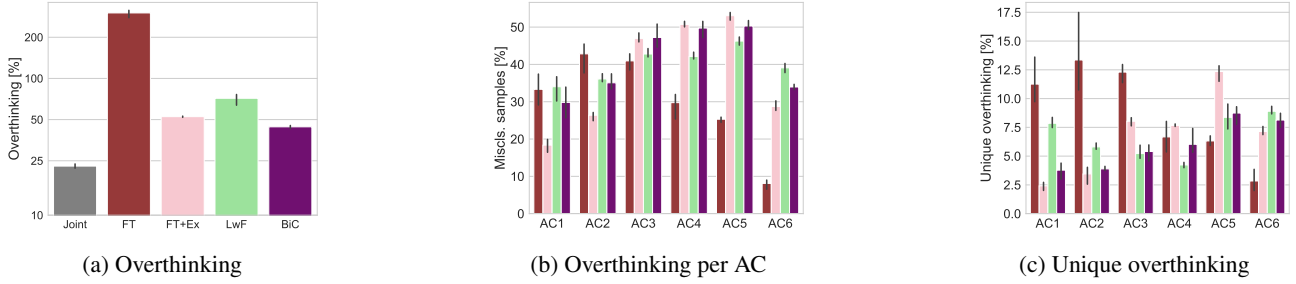 Overthinking [%]
200
100
50
25
10
Joint FT FT+Ex LwF BiC
(a) Overthinking
Miscls. samples [%]
50
40
30
20
10
0
AC1 AC2 AC3 AC4 AC5 AC6
(b) Overthinking per AC
Unique overthinking [%]
17.5
15.0
12.5
10.0
7.5
5.0
2.5
0.0
AC1 AC2 AC3 AC4 AC5 AC6
(c) Unique overthinking